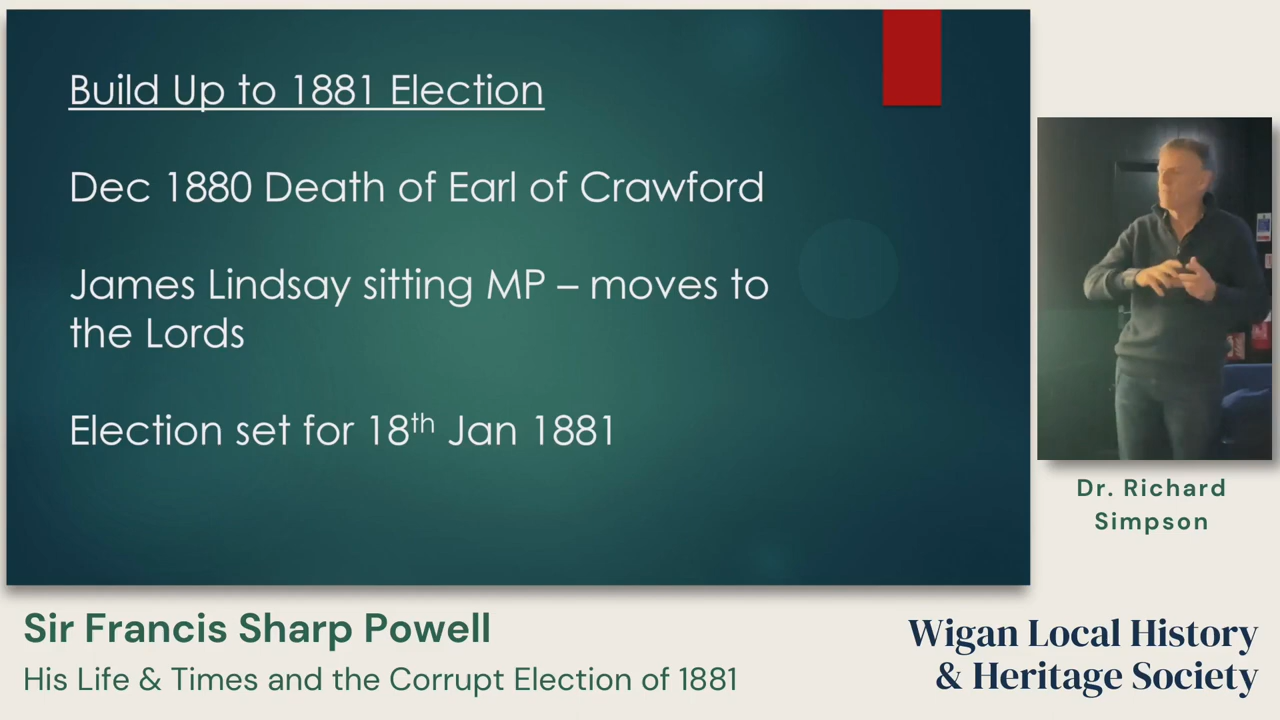 Build Up to 1881 Election
Dec 1880 Death of Earl of Crawford
James Lindsay sitting MP – moves to
the Lords
Election set for 18th Jan 1881
Dr. Richard
Simpson
Sir Francis Sharp Powell
His Life & Times and the Corrupt Election of 1881
Wigan Local History
& Heritage Society